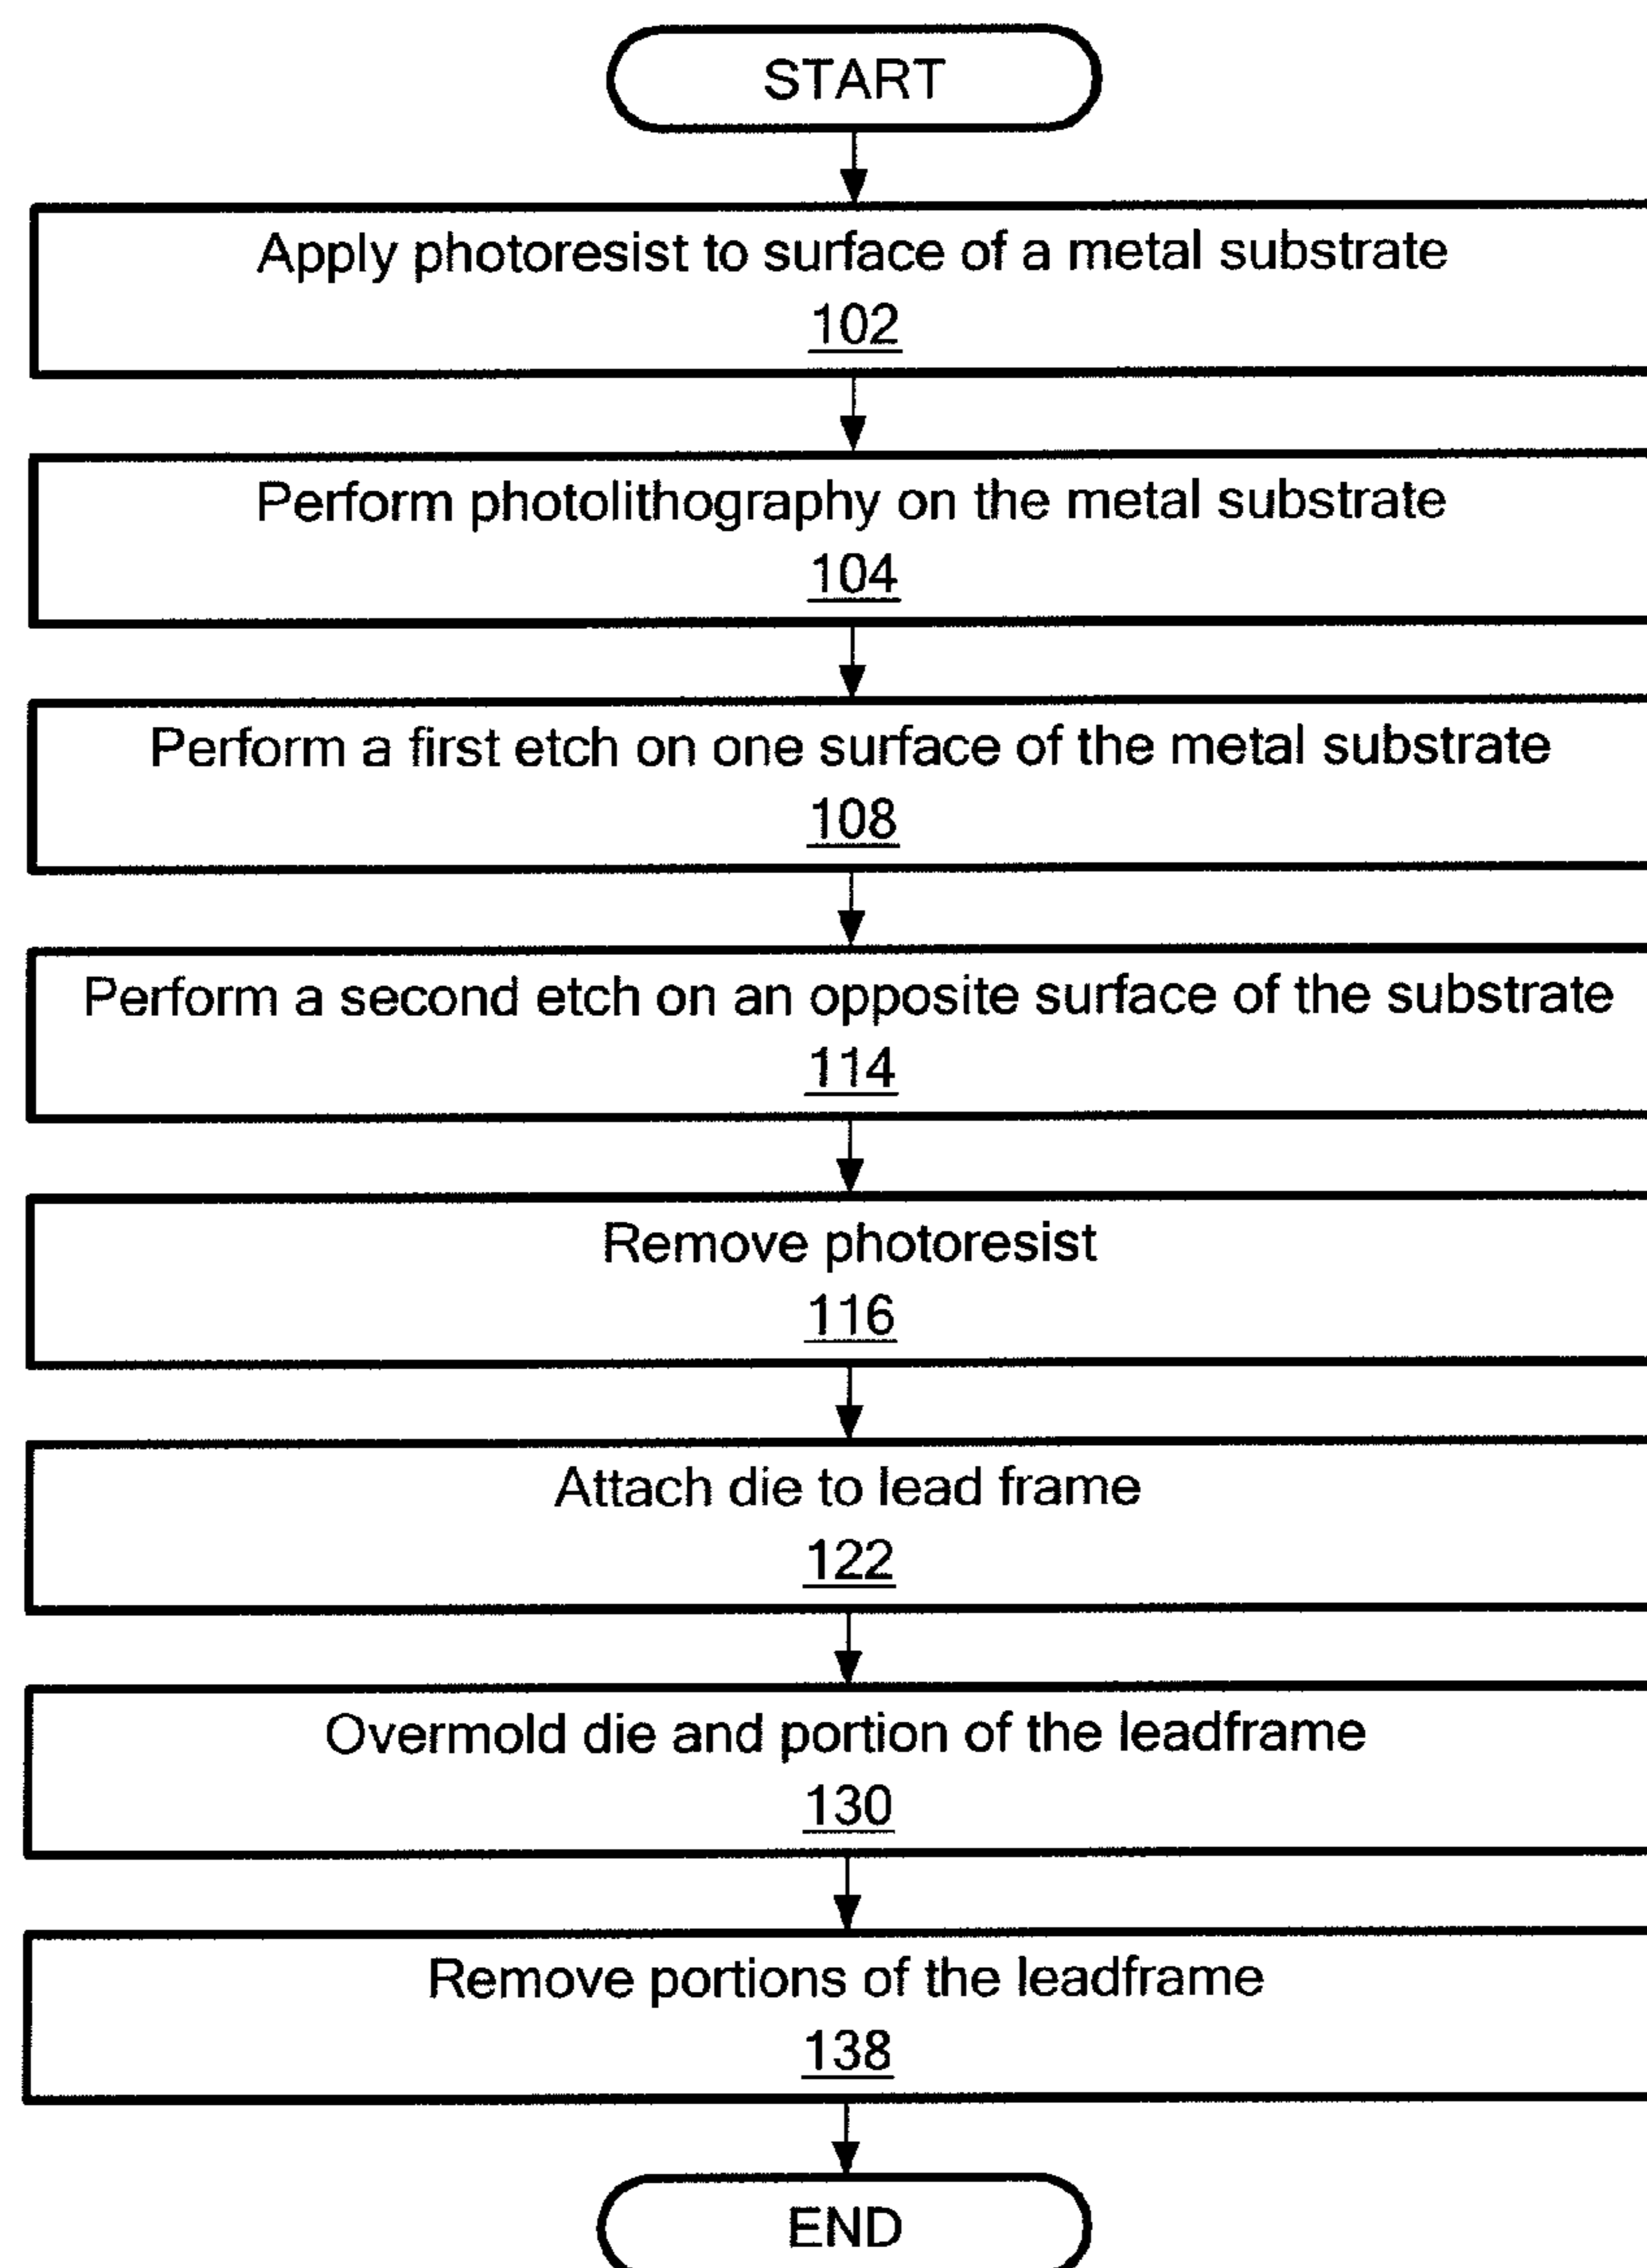 START
Apply photoresist to surface of a metal substrate
102
Perform photolithography on the metal substrate
104
Perform a first etch on one surface of the metal substrate
108
Perform a second etch on an opposite surface of the substrate
114
Remove photoresist
116
Attach die to lead frame
122
Overmold die and portion of the leadframe
130
Remove portions of the leadframe
138
END